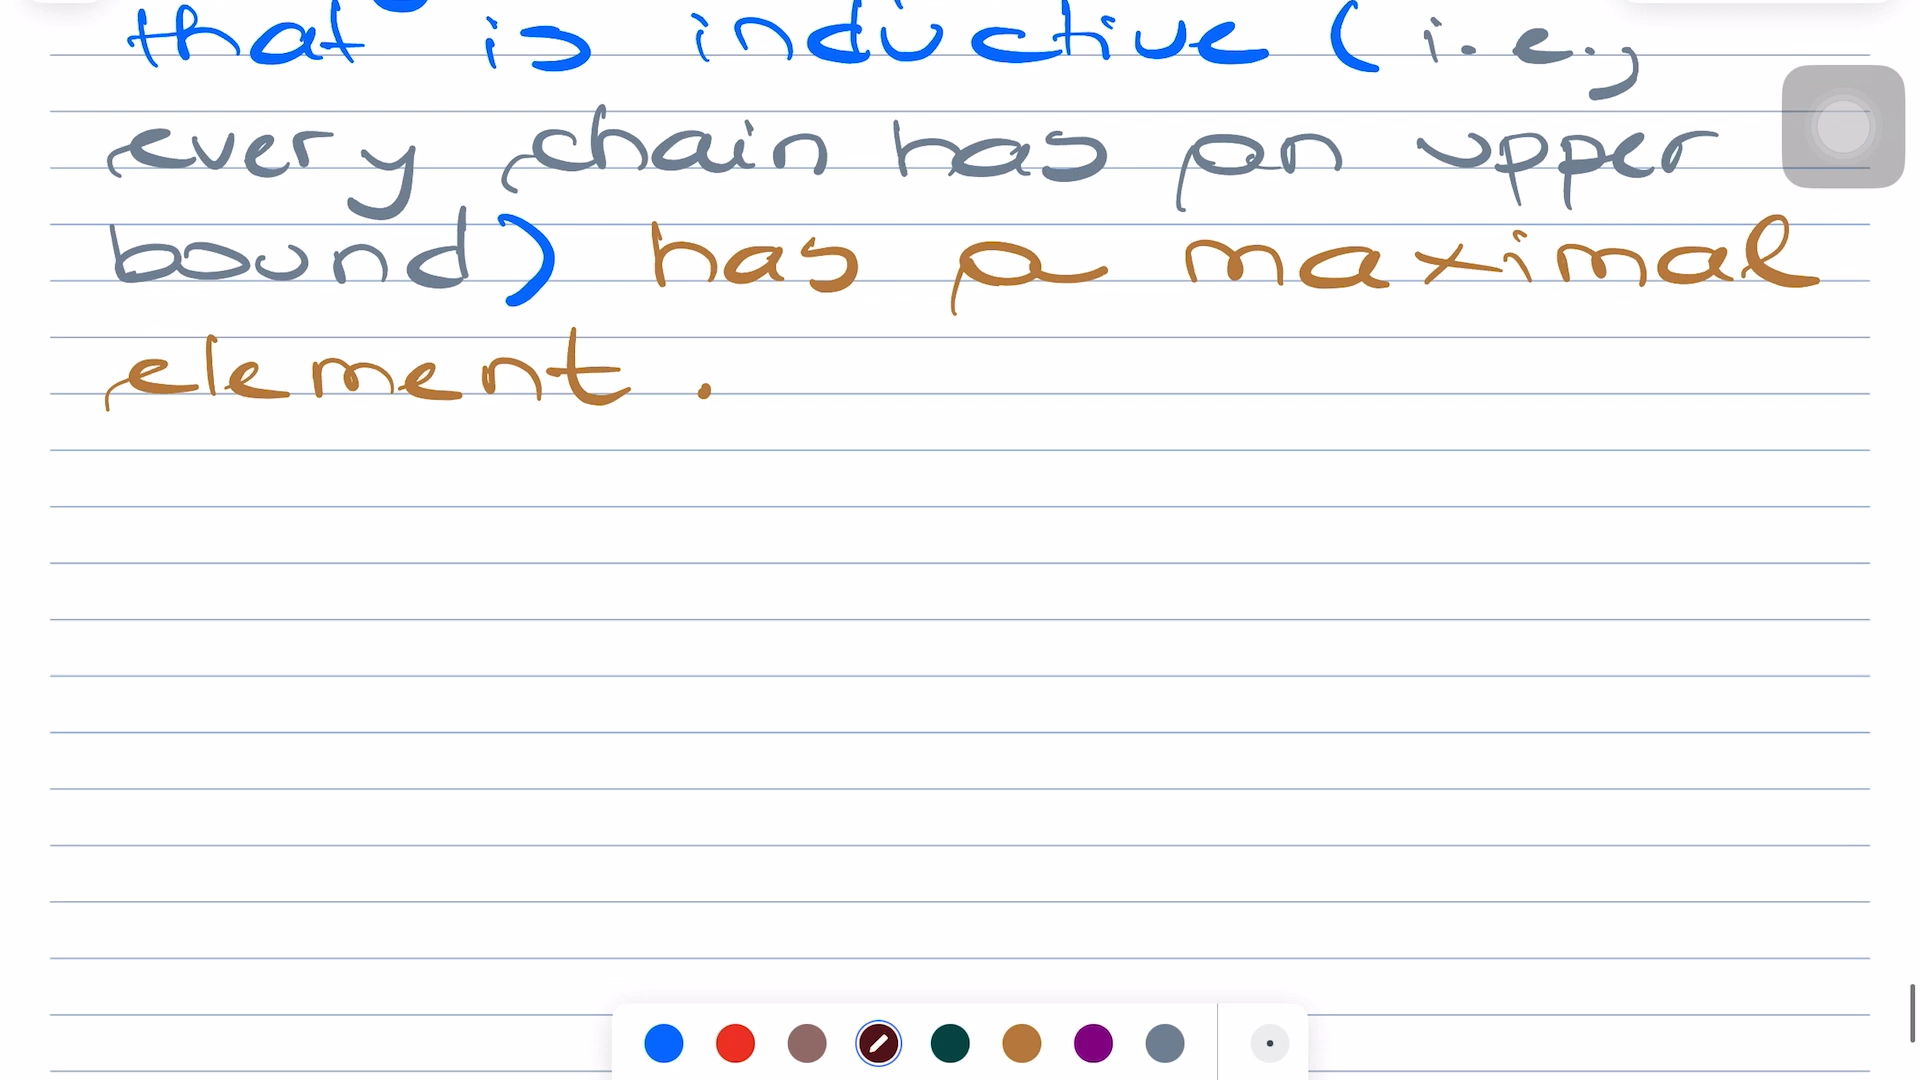 that is inductive (i.e.,
every chain has an upper
bound) has a maximal
element.